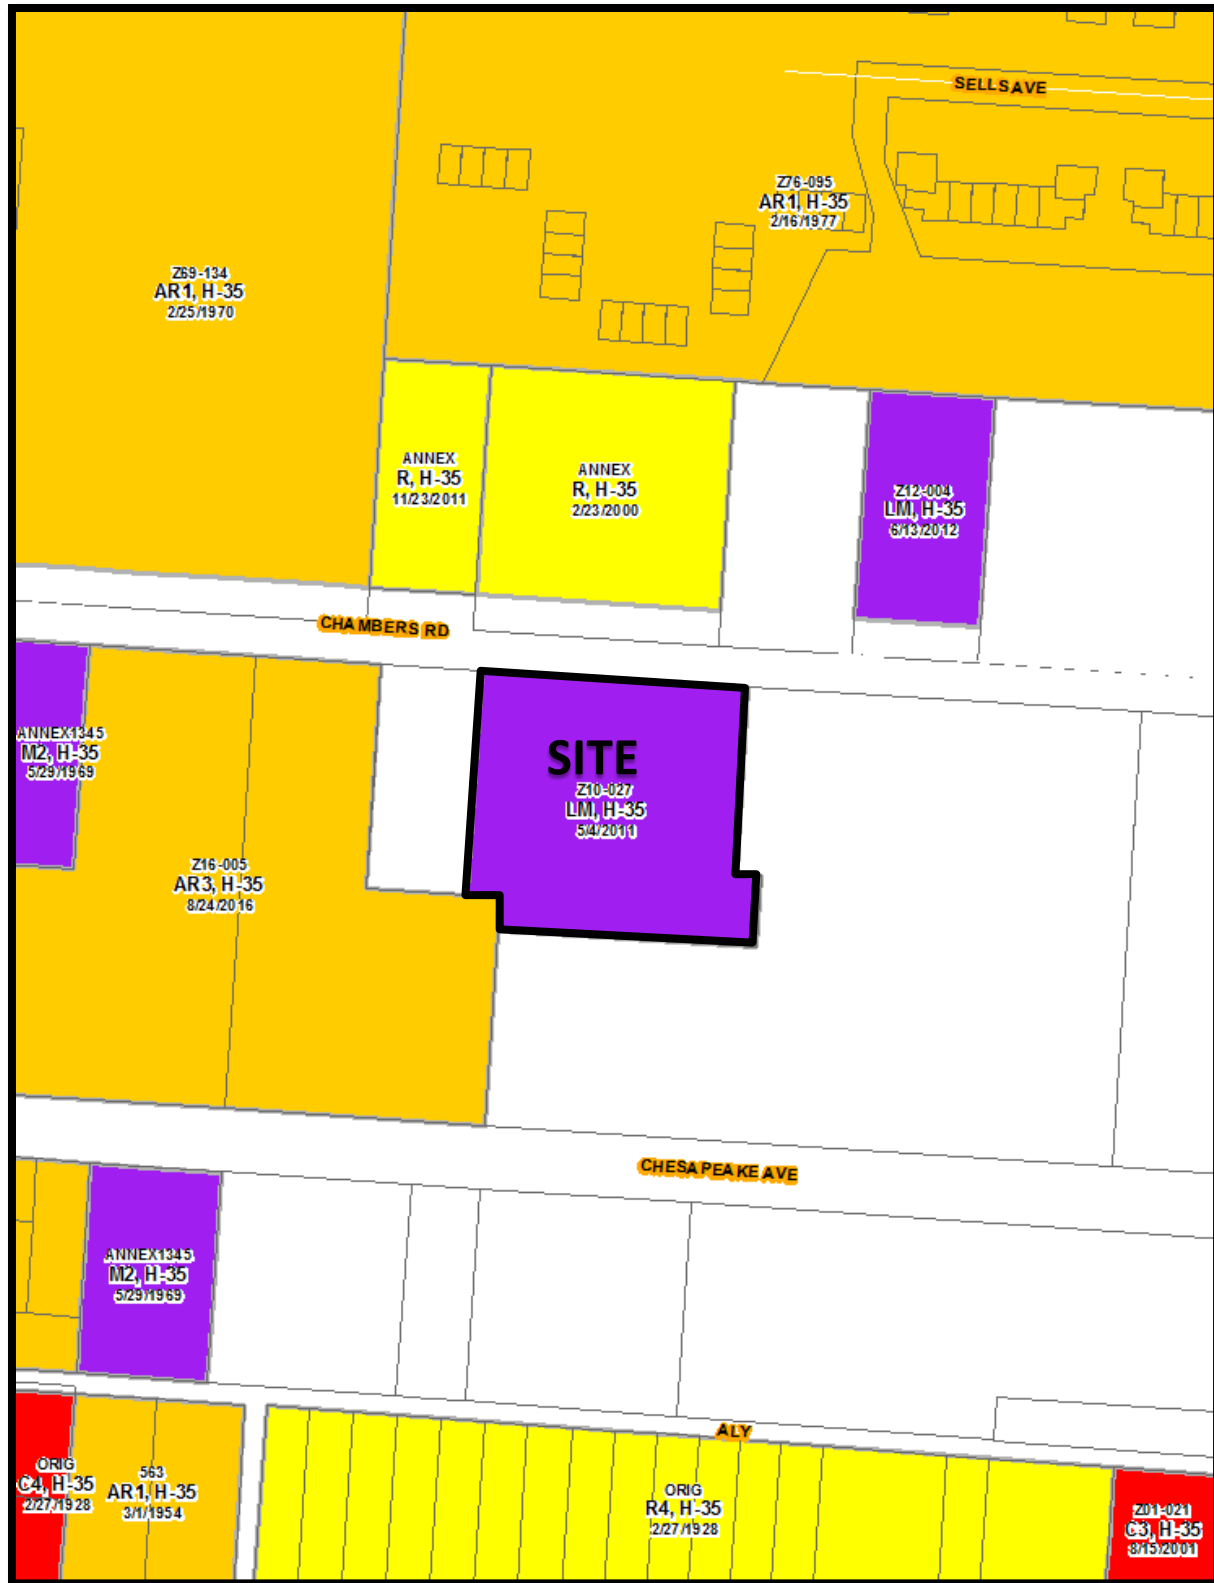 SELLS AVE
Z76-095
AR1, H-35
2/16/1977
Z69-134
AR1, H-35
2/25/1970
ANNEX
R, H-35
11/23/2011
ANNEX
R, H-35
2/23/2000
Z12-004
LM, H-35
6/13/2012
CHAMBERS RD
SITE
Z10-027
LM, H-35
5/4/2011
ANNEX1345
M2, H-35
5/29/1969
Z16-005
AR3, H-35
8/24/2016
CHESAPEAKE AVE
ANNEX1345
M2, H-35
5/29/1969
ALY
ORIG
C4, H-35
2/27/1928
563
AR1, H-35
3/1/1954
ORIG
R4, H-35
2/27/1928
Z01-021
C3, H-35
8/15/2001